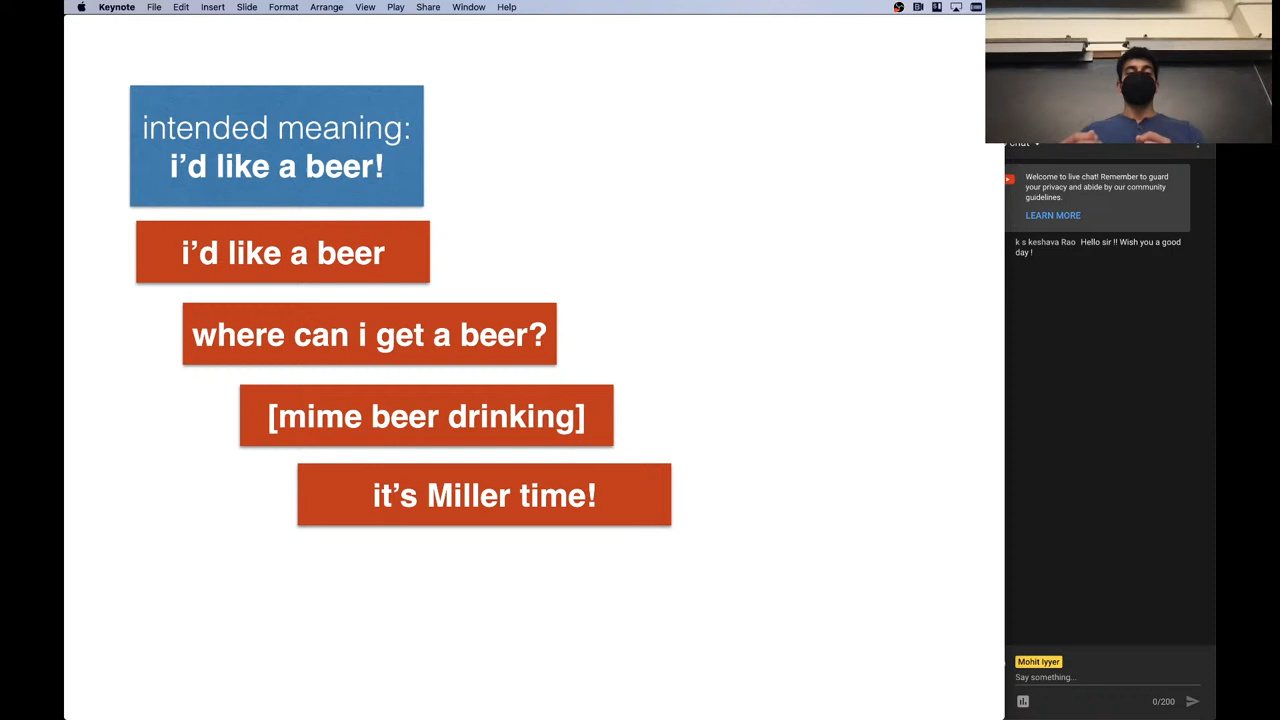 Keynote File Edit Insert Slide Format Arrange View Play Share Window Help
intended meaning:
i’d like a beer!
i’d like a beer
where can i get a beer?
[mime beer drinking]
it’s Miller time!
chat
Welcome to live chat! Remember to guard
your privacy and abide by our community
guidelines.
LEARN MORE
k s keshava Rao Hello sir !! Wish you a good
day !
Mohit Iyyer
Say something...
0/200